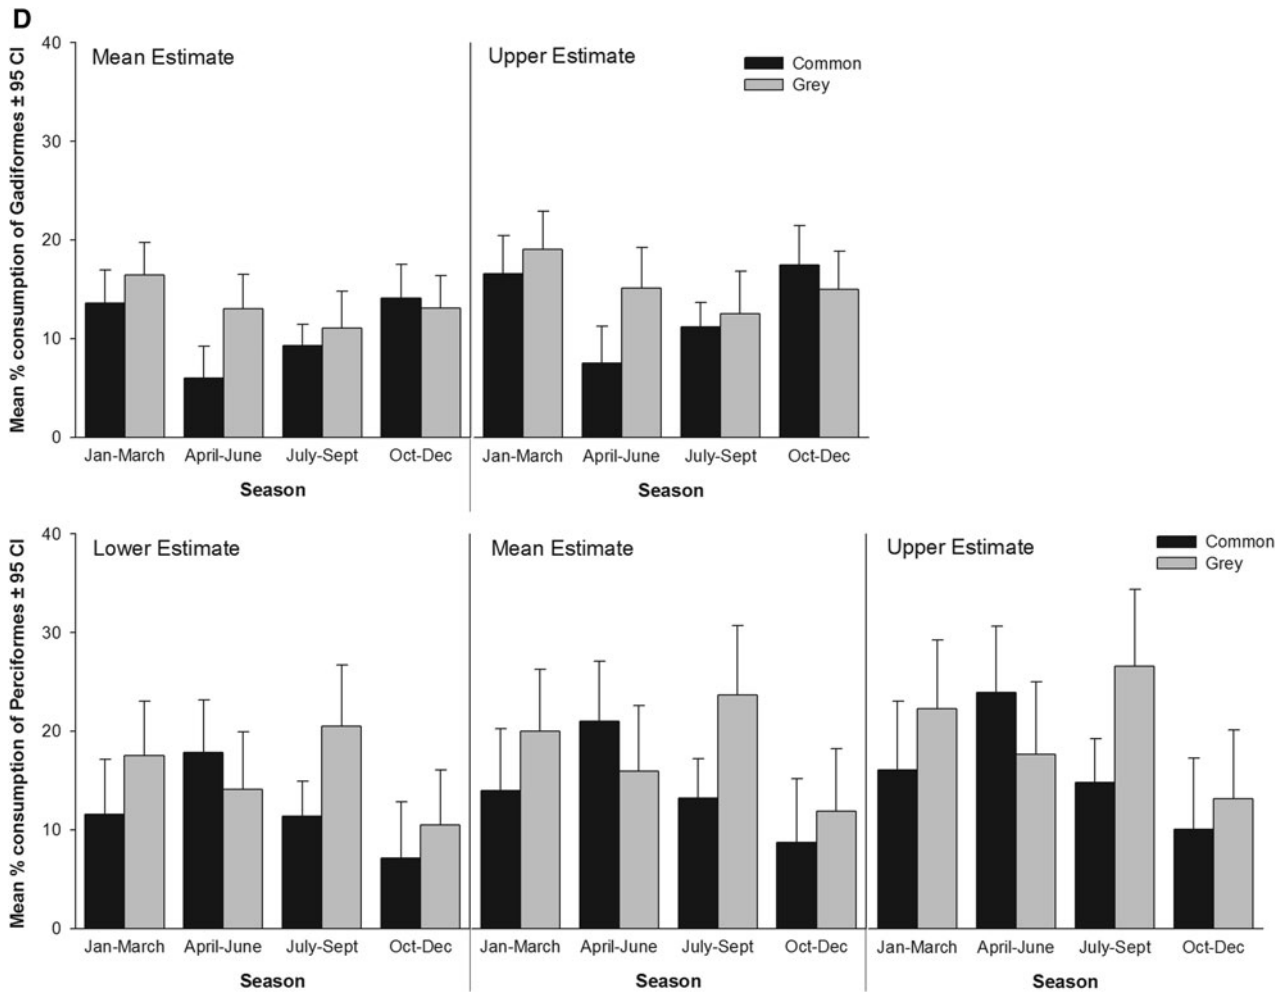 D
Mean % consumption of Gadiformes ± 95 CI
40
30
20
10
0
Mean Estimate
Upper Estimate
Common
Grey
Jan-March April-June July-Sept Oct-Dec
Jan-March April-June July-Sept Oct-Dec
Season
Season
Mean % consumption of Perciformes ± 95 CI
40
30
20
10
0
Lower Estimate
Mean Estimate
Upper Estimate
Common
Grey
Jan-March April-June July-Sept Oct-Dec
Jan-March April-June July-Sept Oct-Dec
Jan-March April-June July-Sept Oct-Dec
Season
Season
Season